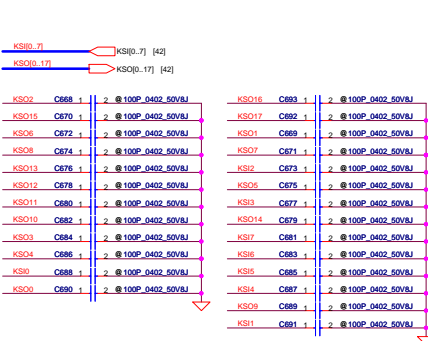 KSI[0..7] KSI[0..7] [42]
KSO[0..17] KSO[0..17] [42]
KSO2 C668 1 2 @100P_0402_50V8J KSO16 C693 1 2 @100P_0402_50V8J
KSO15 C670 1 2 @100P_0402_50V8J KSO17 C692 1 2 @100P_0402_50V8J
KSO6 C672 1 2 @100P_0402_50V8J KSO1 C669 1 2 @100P_0402_50V8J
KSO8 C674 1 2 @100P_0402_50V8J KSO7 C671 1 2 @100P_0402_50V8J
KSO13 C676 1 2 @100P_0402_50V8J KSI2 C673 1 2 @100P_0402_50V8J
KSO12 C678 1 2 @100P_0402_50V8J KSO5 C675 1 2 @100P_0402_50V8J
KSO11 C680 1 2 @100P_0402_50V8J KSI3 C677 1 2 @100P_0402_50V8J
KSO10 C682 1 2 @100P_0402_50V8J KSO14 C679 1 2 @100P_0402_50V8J
KSO3 C684 1 2 @100P_0402_50V8J KSI7 C681 1 2 @100P_0402_50V8J
KSO4 C686 1 2 @100P_0402_50V8J KSI6 C683 1 2 @100P_0402_50V8J
KSI0 C688 1 2 @100P_0402_50V8J KSI5 C685 1 2 @100P_0402_50V8J
KSO0 C690 1 2 @100P_0402_50V8J KSI4 C687 1 2 @100P_0402_50V8J
KSO9 C689 1 2 @100P_0402_50V8J
KSI1 C691 1 2 @100P_0402_50V8J